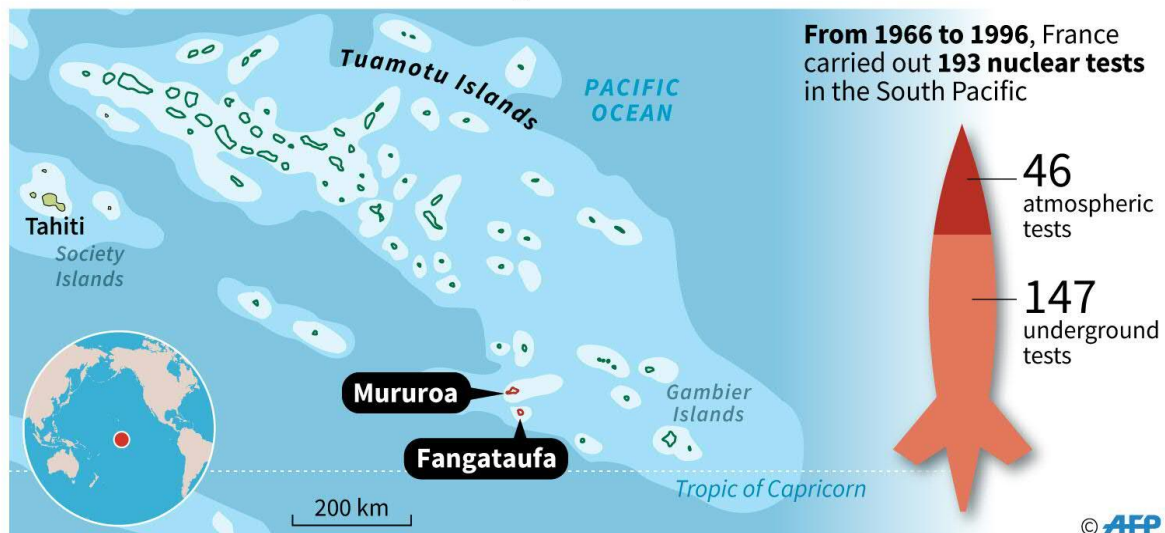 Tuamotu Islands
PACIFIC
OCEAN
Tahiti
Society
Islands
Mururoa
Fangataufa
Gambier
Islands
Tropic of Capricorn
200 km
From 1966 to 1996, France
carried out 193 nuclear tests
in the South Pacific
46
atmospheric
tests
147
underground
tests
© AFP